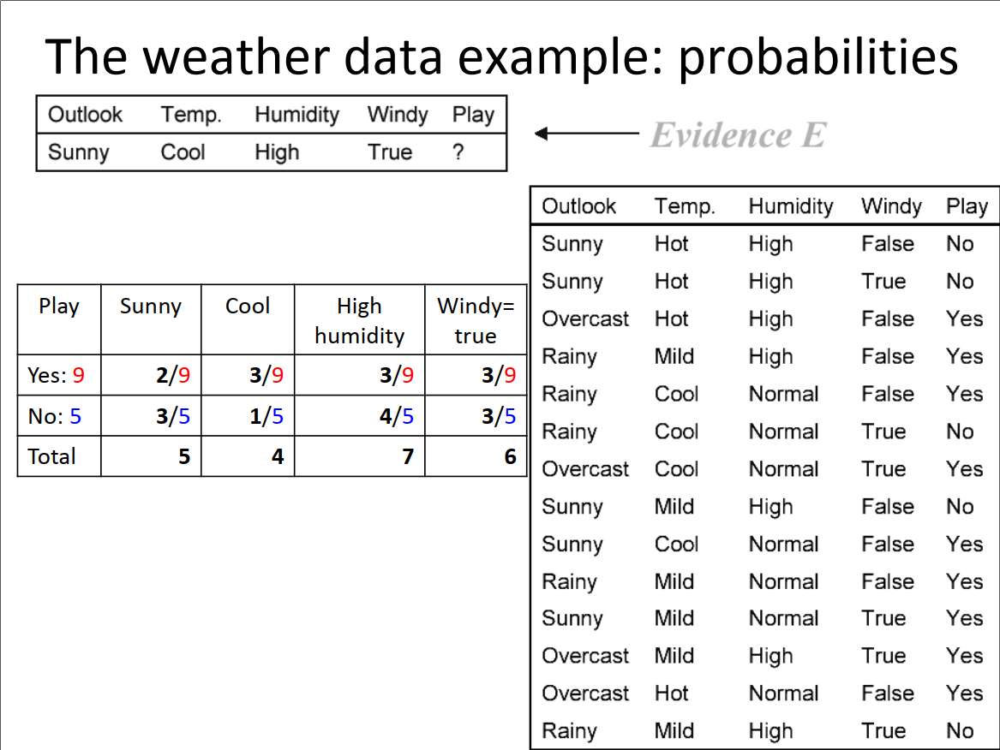 The weather data example: probabilities
Outlook Temp. Humidity Windy Play
Sunny Cool High True ?
Evidence E
Outlook Temp. Humidity Windy Play
Sunny Hot High False No
Sunny Hot High True No
Overcast Hot High False Yes
Rainy Mild High False Yes
Rainy Cool Normal False Yes
Rainy Cool Normal True No
Overcast Cool Normal True Yes
Sunny Mild High False No
Sunny Cool Normal False Yes
Rainy Mild Normal False Yes
Sunny Mild Normal True Yes
Overcast Mild High True Yes
Overcast Hot Normal False Yes
Rainy Mild High True No
Play Sunny Cool High Windy=
humidity true
Yes: 9 2/9 3/9 3/9 3/9
No: 5 3/5 1/5 4/5 3/5
Total 5 4 7 6